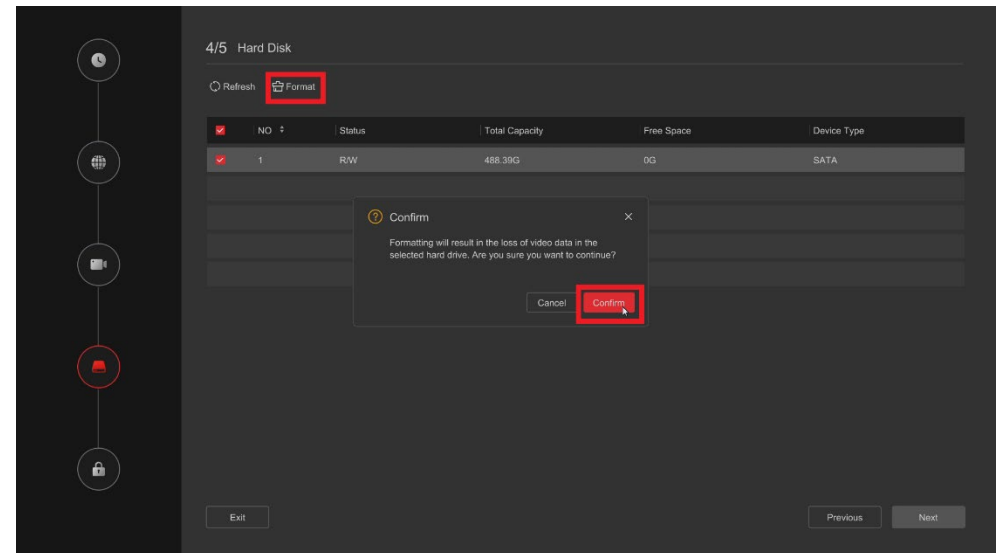 4/5 Hard Disk
Refresh Format
NO Status Total Capacity Free Space Device Type
1 R/W 488.39G 0G SATA
Confirm
Formatting will result in the loss of video data in the
selected hard drive. Are you sure you want to continue?
Cancel Confirm
Exit Previous Next